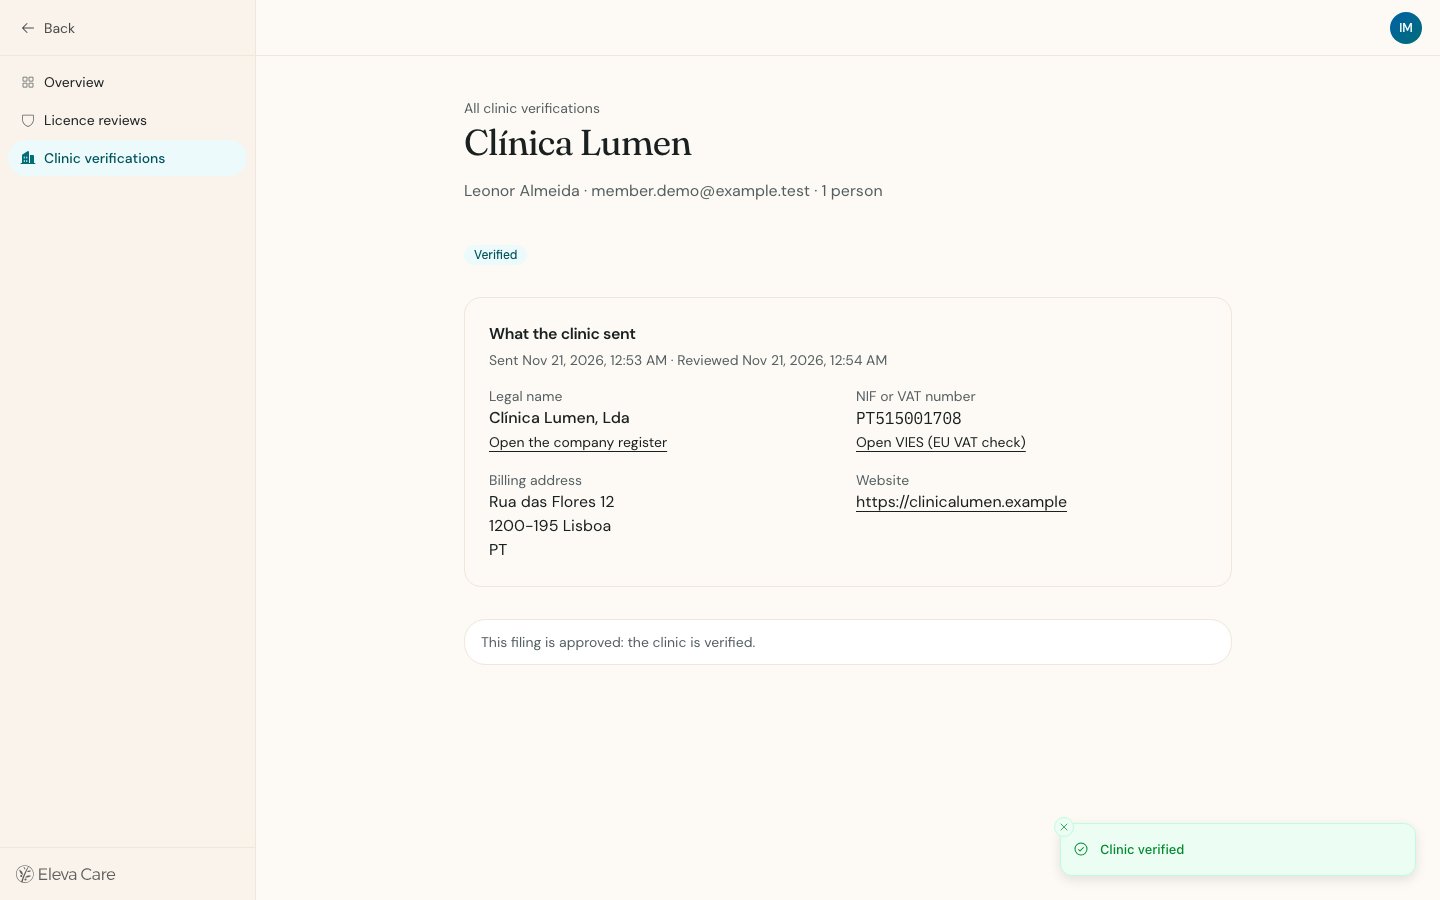 Back
IM
Overview
Licence reviews
Clinic verifications
All clinic verifications
Clínica Lumen
Leonor Almeida · member.demo@example.test · 1 person
Verified
What the clinic sent
Sent Nov 21, 2026, 12:53 AM · Reviewed Nov 21, 2026, 12:54 AM
Legal name
Clínica Lumen, Lda
Open the company register
NIF or VAT number
PT515001708
Open VIES (EU VAT check)
Billing address
Rua das Flores 12
1200-195 Lisboa
PT
Website
https://clinicalumen.example
This filing is approved: the clinic is verified.
Clinic verified
Eleva Care